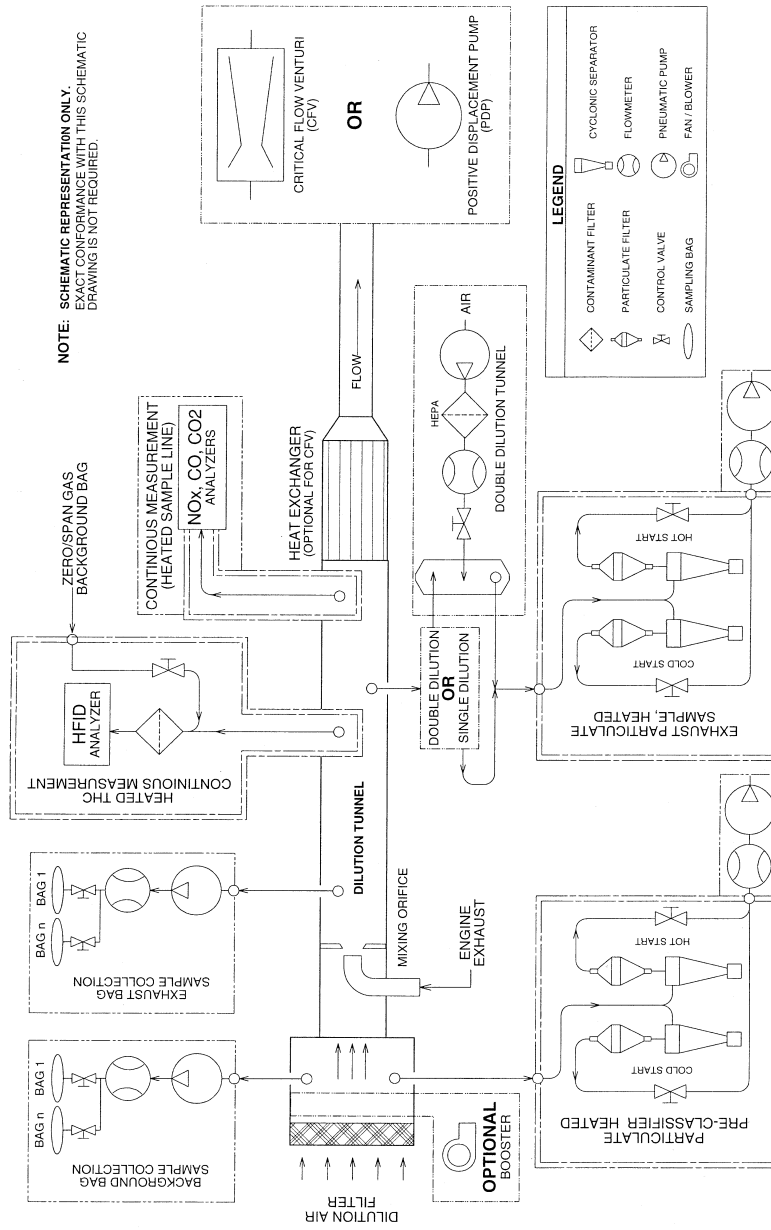 NOTE: SCHEMATIC REPRESENTATION ONLY.
EXACT CONFORMANCE WITH THIS SCHEMATIC
DRAWING IS NOT REQUIRED.
BAG n
BAG 1
BACKGROUND BAG
SAMPLE COLLECTION
BAG n
BAG 1
EXHAUST BAG
SAMPLE COLLECTION
HFID
ANALYZER
HEATED THC
CONTINIOUS MEASUREMENT
ZERO/SPAN GAS
BACKGROUND BAG
CONTINIOUS MEASUREMENT
(HEATED SAMPLE LINE)
NOx, CO, CO2
ANALYZERS
HEAT EXCHANGER
(OPTIONAL FOR CFV)
CRITICAL FLOW VENTURI
(CFV)
OR
POSITIVE DISPLACEMENT PUMP
(PDP)
FLOW
DILUTION TUNNEL
MIXING ORIFICE
ENGINE
EXHAUST
DILUTION AIR
FILTER
OPTIONAL
BOOSTER
DOUBLE DILUTION
OR
SINGLE DILUTION
HEPA
AIR
DOUBLE DILUTION TUNNEL
COLD START
HOT START
PARTICULATE
PRE-CLASSIFIER HEATED
COLD START
HOT START
EXHAUST PARTICULATE
SAMPLE, HEATED
LEGEND
CONTAMINANT FILTER
CYCLONIC SEPARATOR
PARTICULATE FILTER
FLOWMETER
CONTROL VALVE
PNEUMATIC PUMP
SAMPLING BAG
FAN / BLOWER